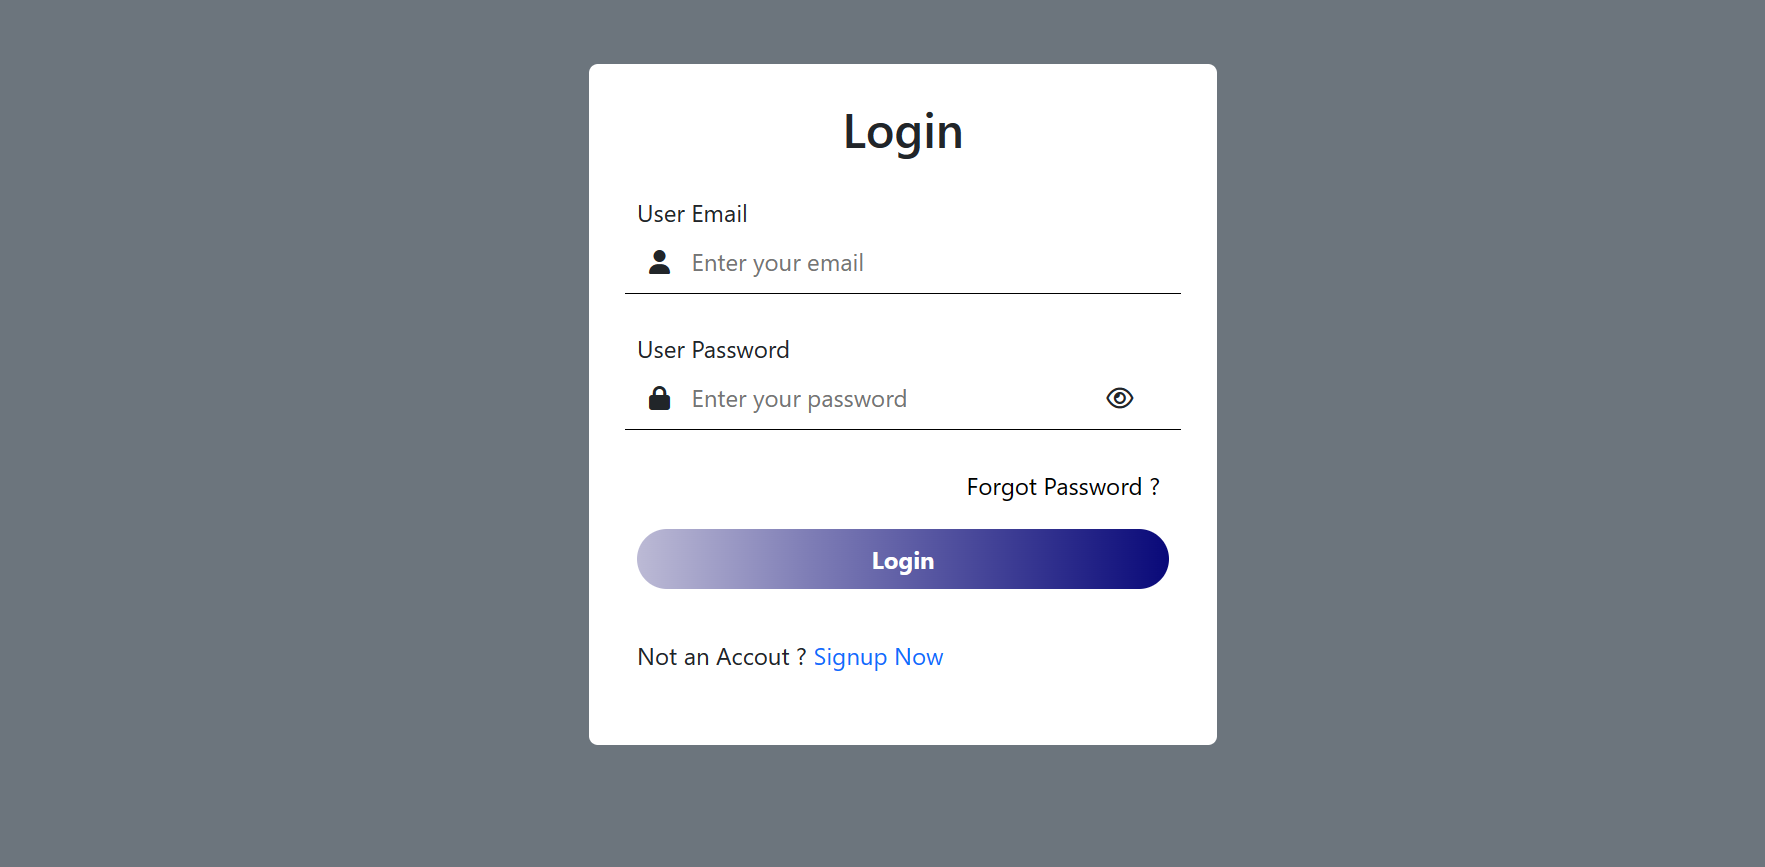 Login
User Email
Enter your email
User Password
Enter your password
Forgot Password ?
Login
Not an Accout ? Signup Now